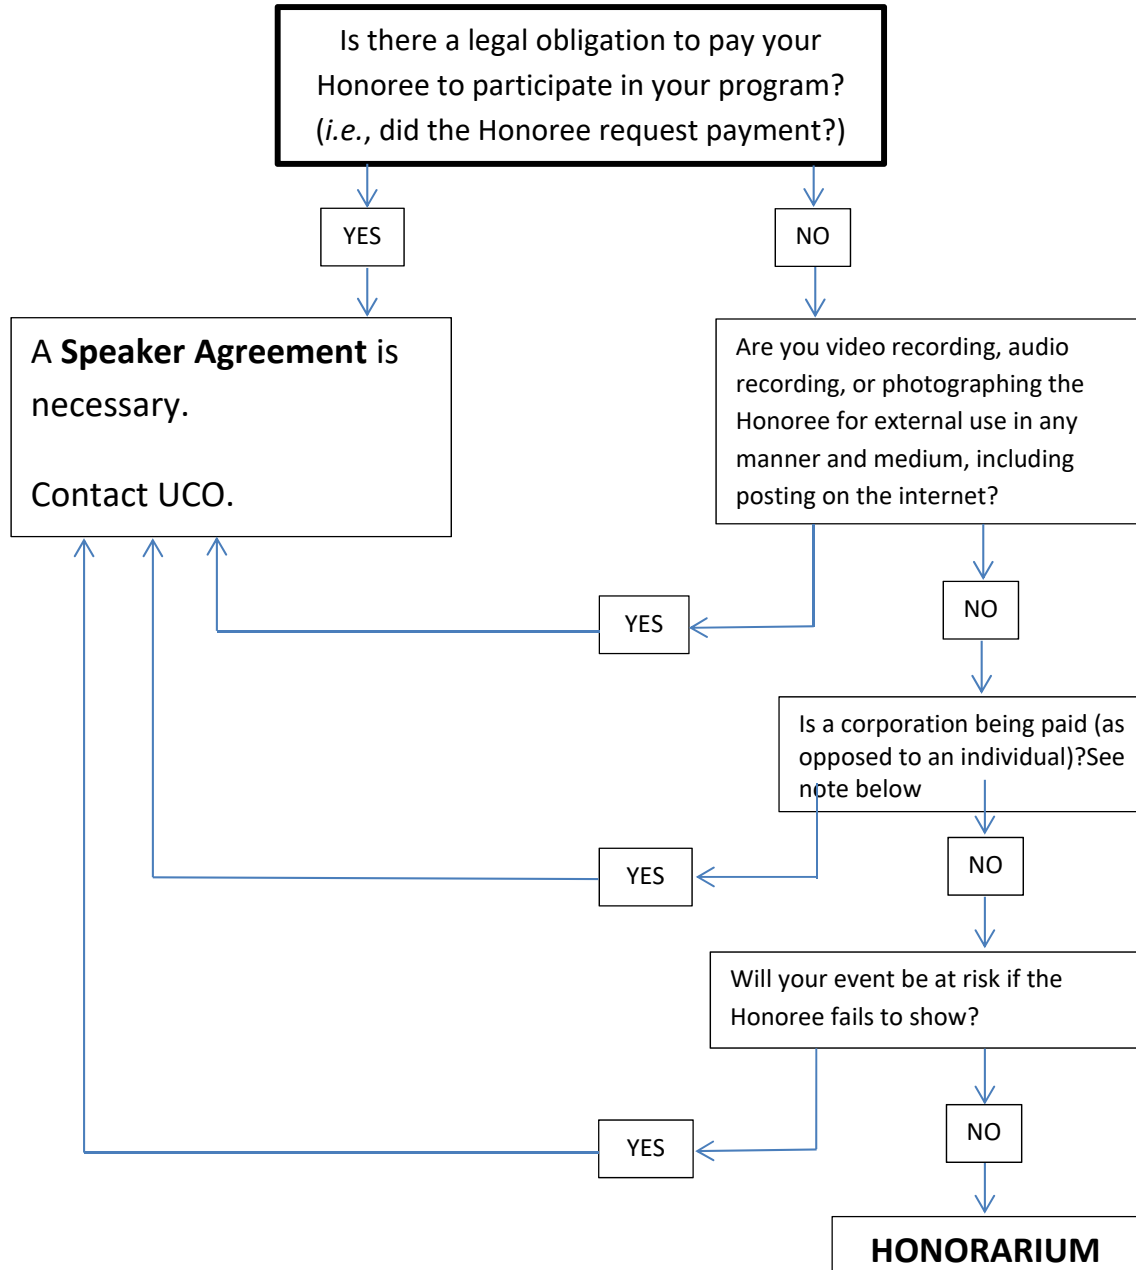 Is there a legal obligation to pay your
Honoree to participate in your program?
(i.e., did the Honoree request payment?)
YES
NO
A Speaker Agreement is
necessary.
Contact UCO.
Are you video recording, audio
recording, or photographing the
Honoree for external use in any
manner and medium, including
posting on the internet?
YES
NO
Is a corporation being paid (as
opposed to an individual)?See
note below
YES
NO
Will your event be at risk if the
Honoree fails to show?
YES
NO
HONORARIUM